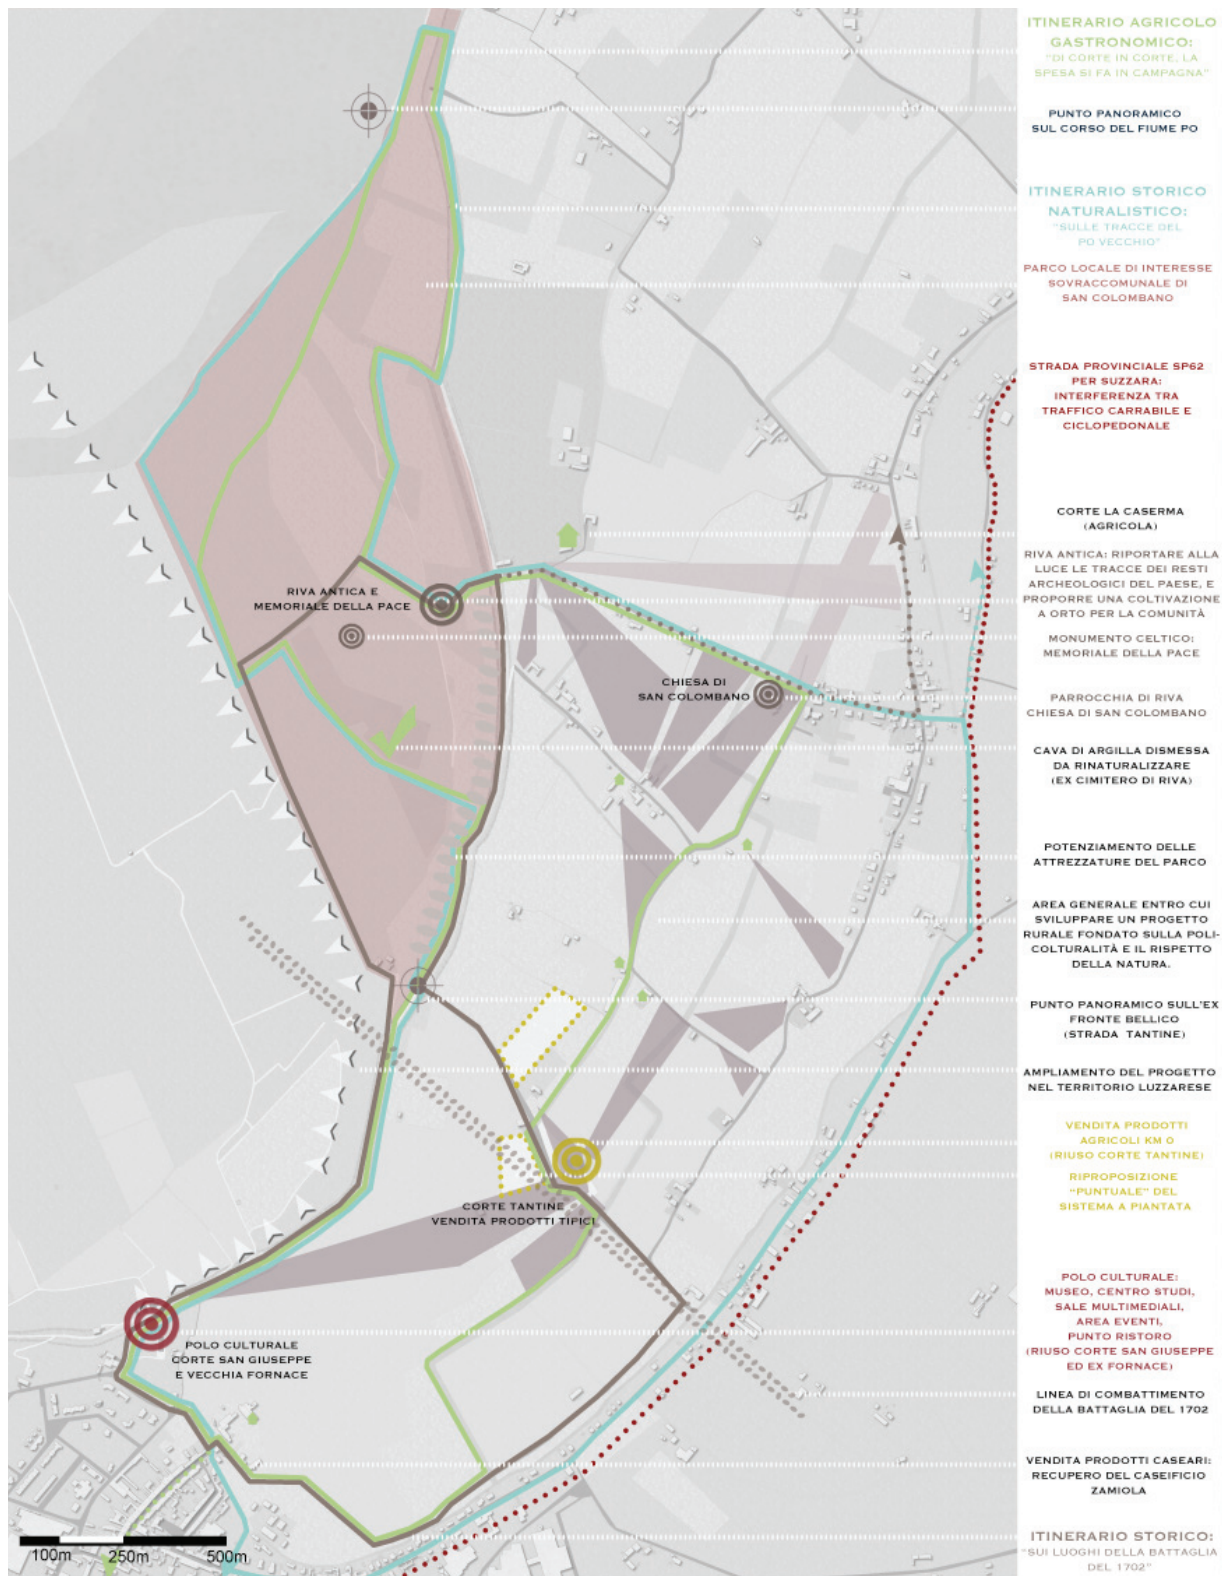 ITINERARIO AGRICOLO
GASTRONOMICO:
"DI CORTE IN CORTE, LA
SPESA SI FA IN CAMPAGNA"
PUNTO PANORAMICO
SUL CORSO DEL FIUME PO
ITINERARIO STORICO
NATURALISTICO:
"SULLE TRACCE DEL
PO VECCHIO"
PARCO LOCALE DI INTERESSE
SOVRACCOMUNALE DI
SAN COLOMBANO
STRADA PROVINCIALE SP62
PER SUZZARA:
INTERFERENZA TRA
TRAFFICO CARRABILE E
CICLOPEDONALE
CORTE LA CASERMA
(AGRICOLA)
RIVA ANTICA: RIPORTARE ALLA
LUCE LE TRACCE DEI RESTI
ARCHEOLOGICI DEL PAESE, E
PROPORRE UNA COLTIVAZIONE
A ORTO PER LA COMUNITÀ
MONUMENTO CELTICO:
MEMORIALE DELLA PACE
PARROCCHIA DI RIVA
CHIESA DI SAN COLOMBANO
CAVA DI ARGILLA DISMESSA
DA RINATURALIZZARE
(EX CIMITERO DI RIVA)
POTENZIAMENTO DELLE
ATTREZZATURE DEL PARCO
AREA GENERALE ENTRO CUI
SVILUPPARE UN PROGETTO
RURALE FONDATO SULLA POLI-
COLTURALITÀ E IL RISPETTO
DELLA NATURA.
PUNTO PANORAMICO SULL'EX
FRONTE BELLICO
(STRADA TANTINE)
AMPLIAMENTO DEL PROGETTO
NEL TERRITORIO LUZZARESE
VENDITA PRODOTTI
AGRICOLI KM 0
(RIUSO CORTE TANTINE)
RIPROPOSIZIONE
"PUNTUALE" DEL
SISTEMA A PIANTATA
POLO CULTURALE:
MUSEO, CENTRO STUDI,
SALE MULTIMEDIALI,
AREA EVENTI,
PUNTO RISTORO
(RIUSO CORTE SAN GIUSEPPE
ED EX FORNACE)
LINEA DI COMBATTIMENTO
DELLA BATTAGLIA DEL 1702
VENDITA PRODOTTI CASEARI:
RECUPERO DEL CASEIFICIO
ZAMIOLA
ITINERARIO STORICO:
"SUI LUOGHI DELLA BATTAGLIA
DEL 1702"
RIVA ANTICA E
MEMORIALE DELLA PACE
CHIESA DI
SAN COLOMBANO
CORTE TANTINE
VENDITA PRODOTTI TIPICI
POLO CULTURALE
CORTE SAN GIUSEPPE
E VECCHIA FORNACE
100m 250m 500m